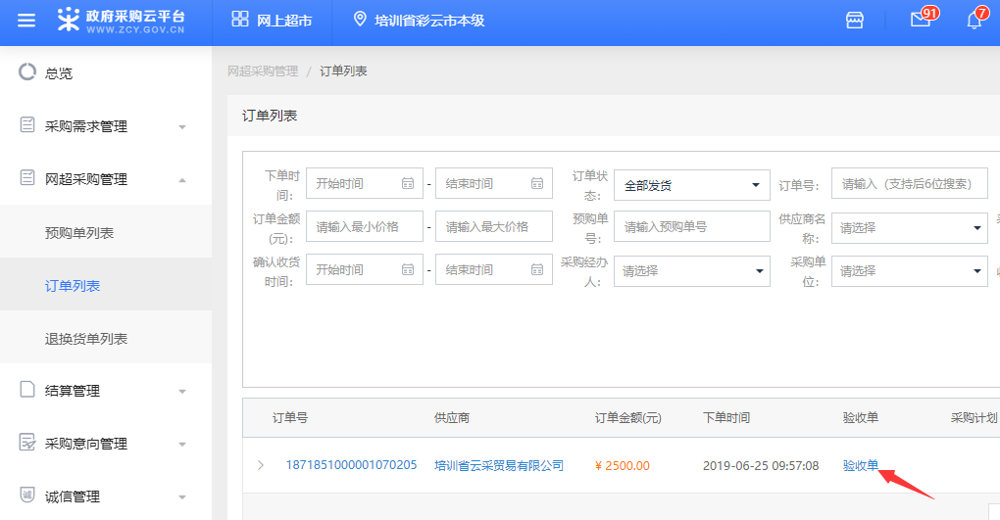 政府采购云平台 网上超市 培训省彩云市本级 91 7
WWW.ZCY.GOV.CN
总览
采购需求管理
网超采购管理
预购单列表
订单列表
退换货单列表
结算管理
采购意向管理
诚信管理
网超采购管理 / 订单列表
订单列表
下单时间： 开始时间 - 结束时间 订单状态： 全部发货 订单号： 请输入（支持后6位搜索）
订单金额(元)： 请输入最小价格 - 请输入最大价格 预购单号： 请输入预购单号 供应商名称： 请选择
确认收货时间： 开始时间 - 结束时间 采购经办人： 请选择 采购单位： 请选择
订单号 供应商 订单金额(元) 下单时间 验收单 采购计划
1871851000001070205 培训省云采贸易有限公司 ¥ 2500.00 2019-06-25 09:57:08 验收单